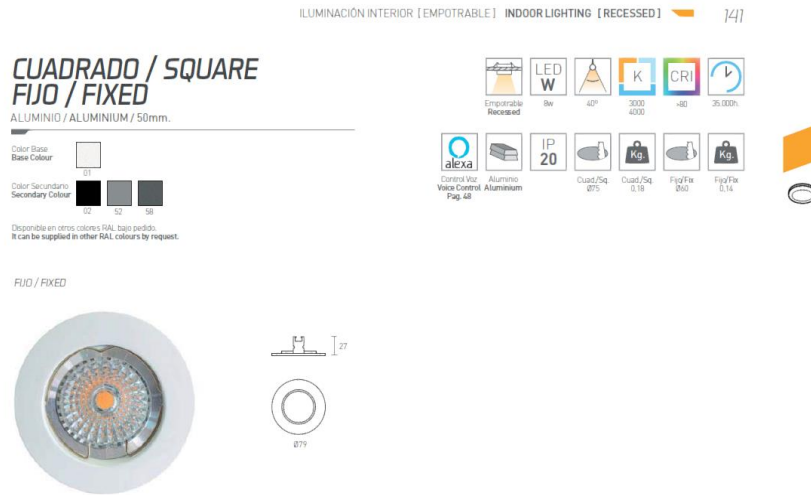 ILUMINACIÓN INTERIOR [ EMPOTRABLE ] INDOOR LIGHTING [ RECESSED ] 141
CUADRADO / SQUARE
FIJO / FIXED
ALUMINIO / ALUMINIUM / 50mm.
Color Base
Base Colour
01
Color Secundario
Secondary Colour
02 52 58
Disponible en otros colores RAL bajo pedido.
It can be supplied in other RAL colours by request.
LED
W
K
CRI
Empotrable
Recessed
8w
40º
3000
4000
>80
35.000h.
alexa
IP
20
Kg.
Kg.
Control Voz
Voice Control
Pag. 48
Aluminio
Aluminium
Cuad./Sq.
Ø75
Cuad./Sq.
0,18
Fijo/Fix
Ø60
Fijo/Fix
0,14
FIJO / FIXED
27
Ø79